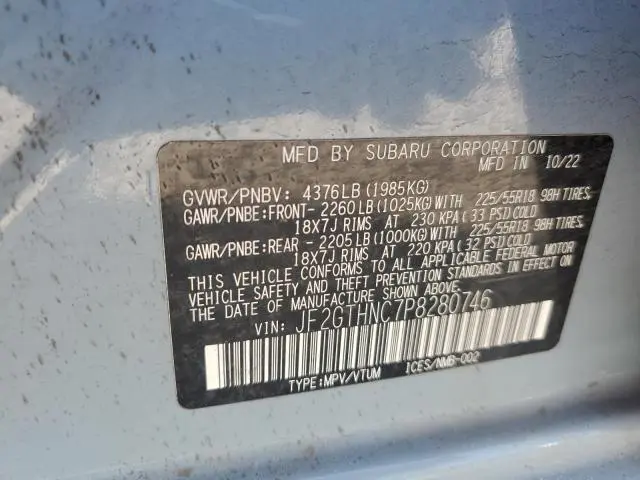 MFD BY SUBARU CORPORATION
MFD IN 10/22
GVWR/PNBV: 4376LB(1985KG)
GAWR/PNBE:FRONT-2260LB(1025KG)WITH 225/55R18 98H TIRES,
18X7J RIMS AT 230 KPA(33 PSI)COLD
GAWR/PNBE:REAR -2205LB(1000KG)WITH 225/55R18 98H TIRES,
18X7J RIMS AT 220 KPA(32 PSI)COLD
THIS VEHICLE CONFORMS TO ALL APPLICABLE FEDERAL MOTOR
VEHICLE SAFETY AND THEFT PREVENTION STANDARDS IN EFFECT ON
THE DATE OF MANUFACTURE SHOWN ABOVE.
VIN: JF2GTHNC7P8280746
TYPE:MPV/VTUM ICES/NMB-002